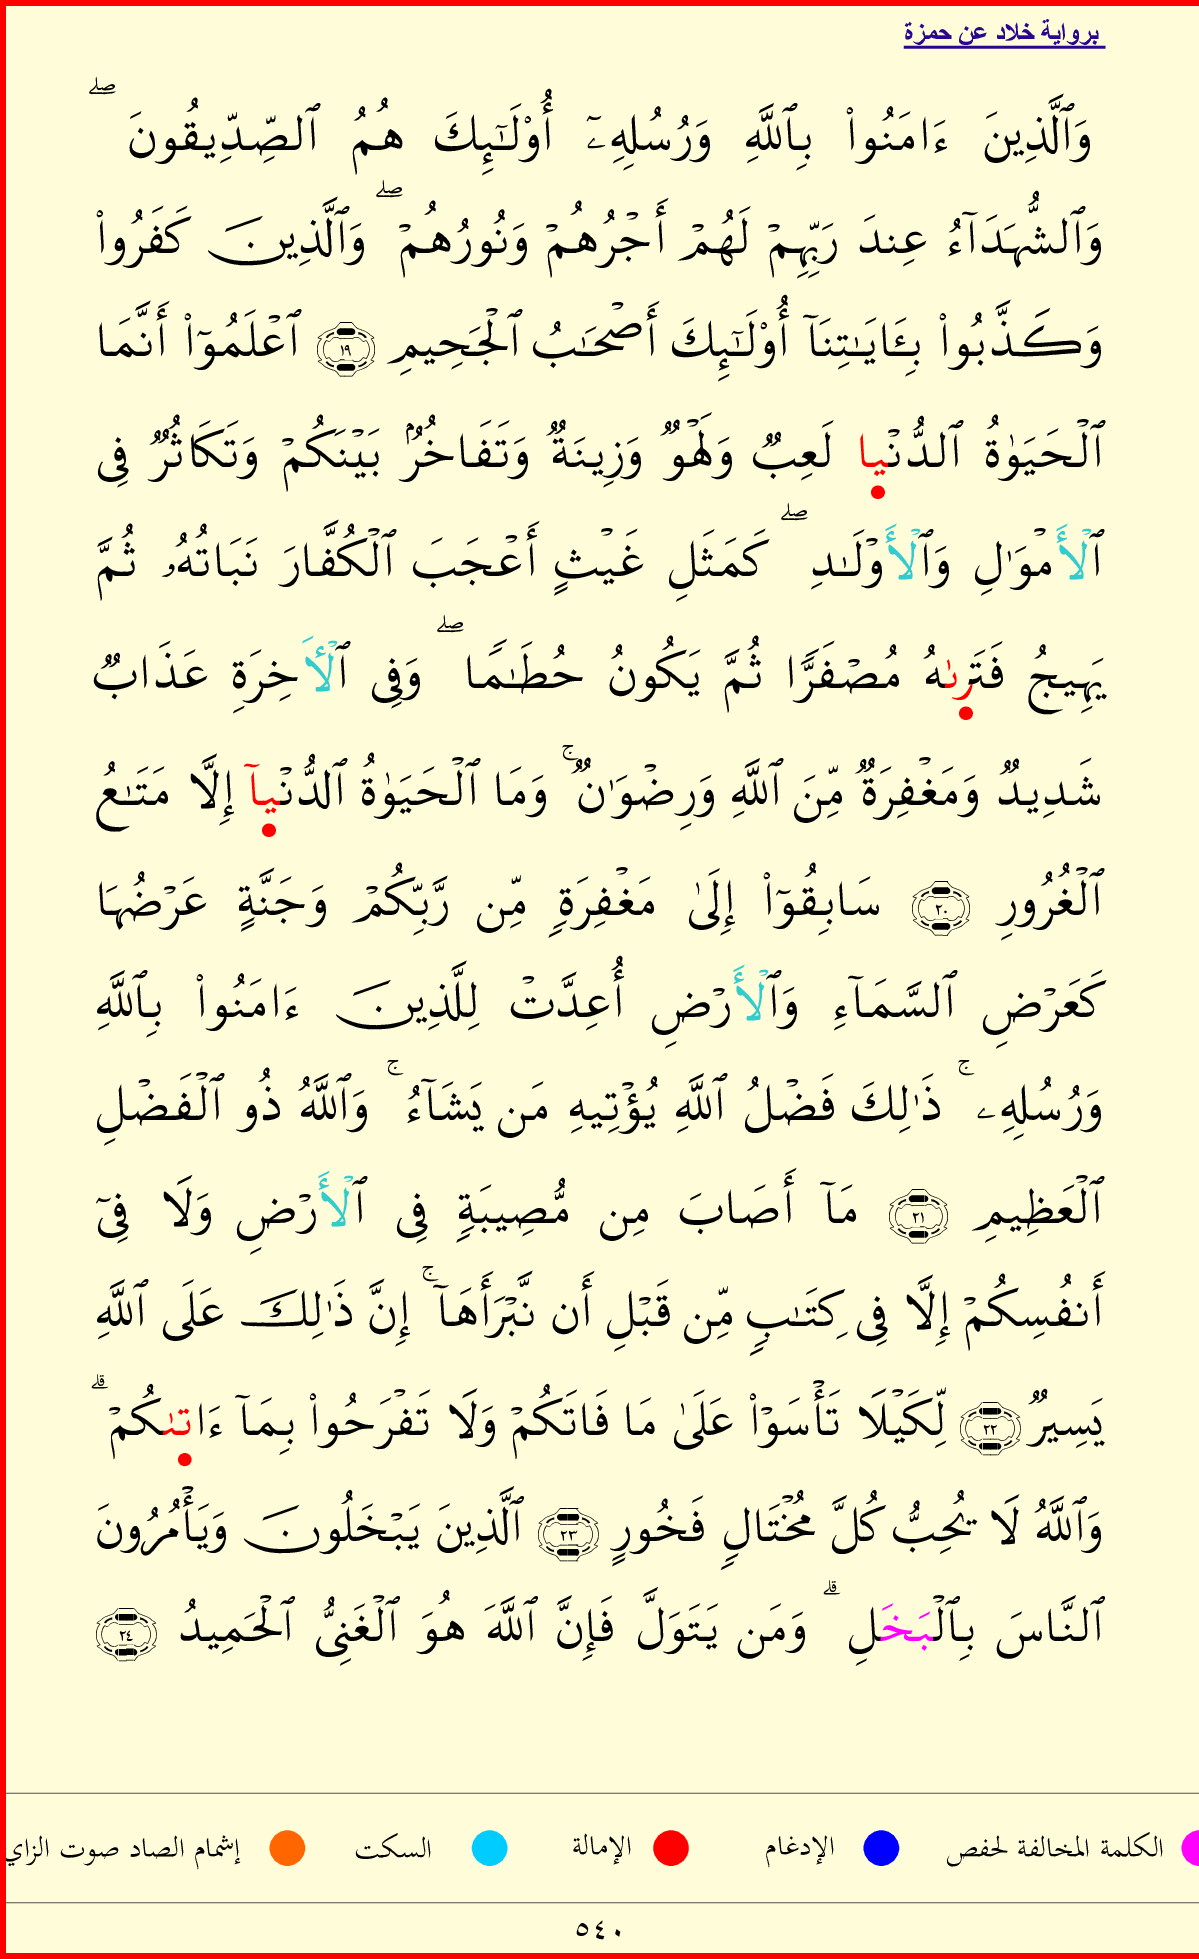 برواية خلاد عن حمزة
وَٱلَّذِينَ ءَامَنُوا۟ بِٱللَّهِ وَرُسُلِهِۦٓ أُو۟لَـٰٓئِكَ هُمُ ٱلصِّدِّيقُونَ ۖ
وَٱلشُّهَدَآءُ عِندَ رَبِّهِمْ لَهُمْ أَجْرُهُمْ وَنُورُهُمْ ۖ وَٱلَّذِينَ كَفَرُوا۟
وَكَذَّبُوا۟ بِـَٔايَـٰتِنَآ أُو۟لَـٰٓئِكَ أَصْحَـٰبُ ٱلْجَحِيمِ ١٩ ٱعْلَمُوٓا۟ أَنَّمَا
ٱلْحَيَوٰةُ ٱلدُّنْيا لَعِبٌ وَلَهْوٌ وَزِينَةٌ وَتَفَاخُرٌۢ بَيْنَكُمْ وَتَكَاثُرٌ فِى
ٱلْأَمْوَٰلِ وَٱلْأَوْلَـٰدِ ۖ كَمَثَلِ غَيْثٍ أَعْجَبَ ٱلْكُفَّارَ نَبَاتُهُۥ ثُمَّ
يَهِيجُ فَتَرىٰهُ مُصْفَرًّا ثُمَّ يَكُونُ حُطَـٰمًا ۖ وَفِى ٱلْـَٔاخِرَةِ عَذَابٌ
شَدِيدٌ وَمَغْفِرَةٌ مِّنَ ٱللَّهِ وَرِضْوَٰنٌ ۚ وَمَا ٱلْحَيَوٰةُ ٱلدُّنْيآ إِلَّا مَتَـٰعُ
ٱلْغُرُورِ ٢٠ سَابِقُوٓا۟ إِلَىٰ مَغْفِرَةٍ مِّن رَّبِّكُمْ وَجَنَّةٍ عَرْضُهَا
كَعَرْضِ ٱلسَّمَآءِ وَٱلْأَرْضِ أُعِدَّتْ لِلَّذِينَ ءَامَنُوا۟ بِٱللَّهِ
وَرُسُلِهِۦ ۚ ذَٰلِكَ فَضْلُ ٱللَّهِ يُؤْتِيهِ مَن يَشَآءُ ۚ وَٱللَّهُ ذُو ٱلْفَضْلِ
ٱلْعَظِيمِ ٢١ مَآ أَصَابَ مِن مُّصِيبَةٍ فِى ٱلْأَرْضِ وَلَا فِىٓ
أَنفُسِكُمْ إِلَّا فِى كِتَـٰبٍ مِّن قَبْلِ أَن نَّبْرَأَهَآ ۚ إِنَّ ذَٰلِكَ عَلَى ٱللَّهِ
يَسِيرٌ ٢٢ لِّكَيْلَا تَأْسَوْا۟ عَلَىٰ مَا فَاتَكُمْ وَلَا تَفْرَحُوا۟ بِمَآ ءَاتىٰكُمْ ۗ
وَٱللَّهُ لَا يُحِبُّ كُلَّ مُخْتَالٍ فَخُورٍ ٢٣ ٱلَّذِينَ يَبْخَلُونَ وَيَأْمُرُونَ
ٱلنَّاسَ بِٱلْبَخَلِ ۗ وَمَن يَتَوَلَّ فَإِنَّ ٱللَّهَ هُوَ ٱلْغَنِىُّ ٱلْحَمِيدُ ٢٤
الكلمة المخالفة لحفص الإدغام الإمالة السكت إشمام الصاد صوت الزاي
٥٤٠